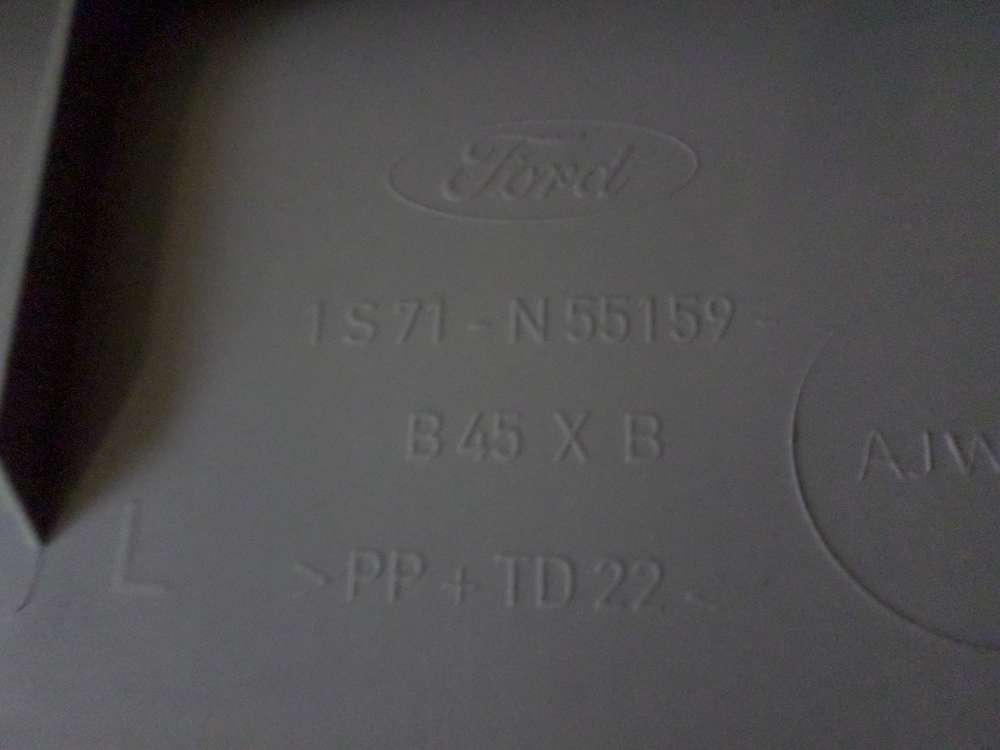 Ford
1S71-N55159-
B45XB
AJW
L
>PP+TD22<